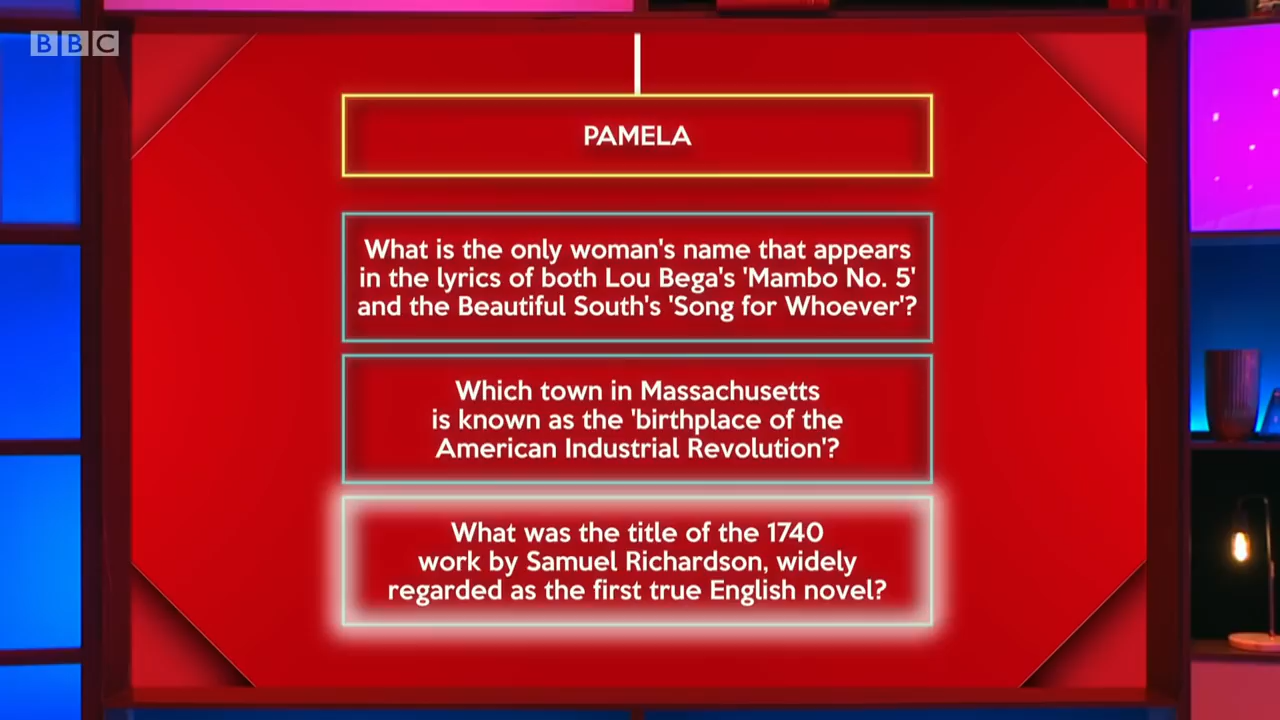 BBC
PAMELA
What is the only woman's name that appears
in the lyrics of both Lou Bega's 'Mambo No. 5'
and the Beautiful South's 'Song for Whoever'?
Which town in Massachusetts
is known as the 'birthplace of the
American Industrial Revolution'?
What was the title of the 1740
work by Samuel Richardson, widely
regarded as the first true English novel?